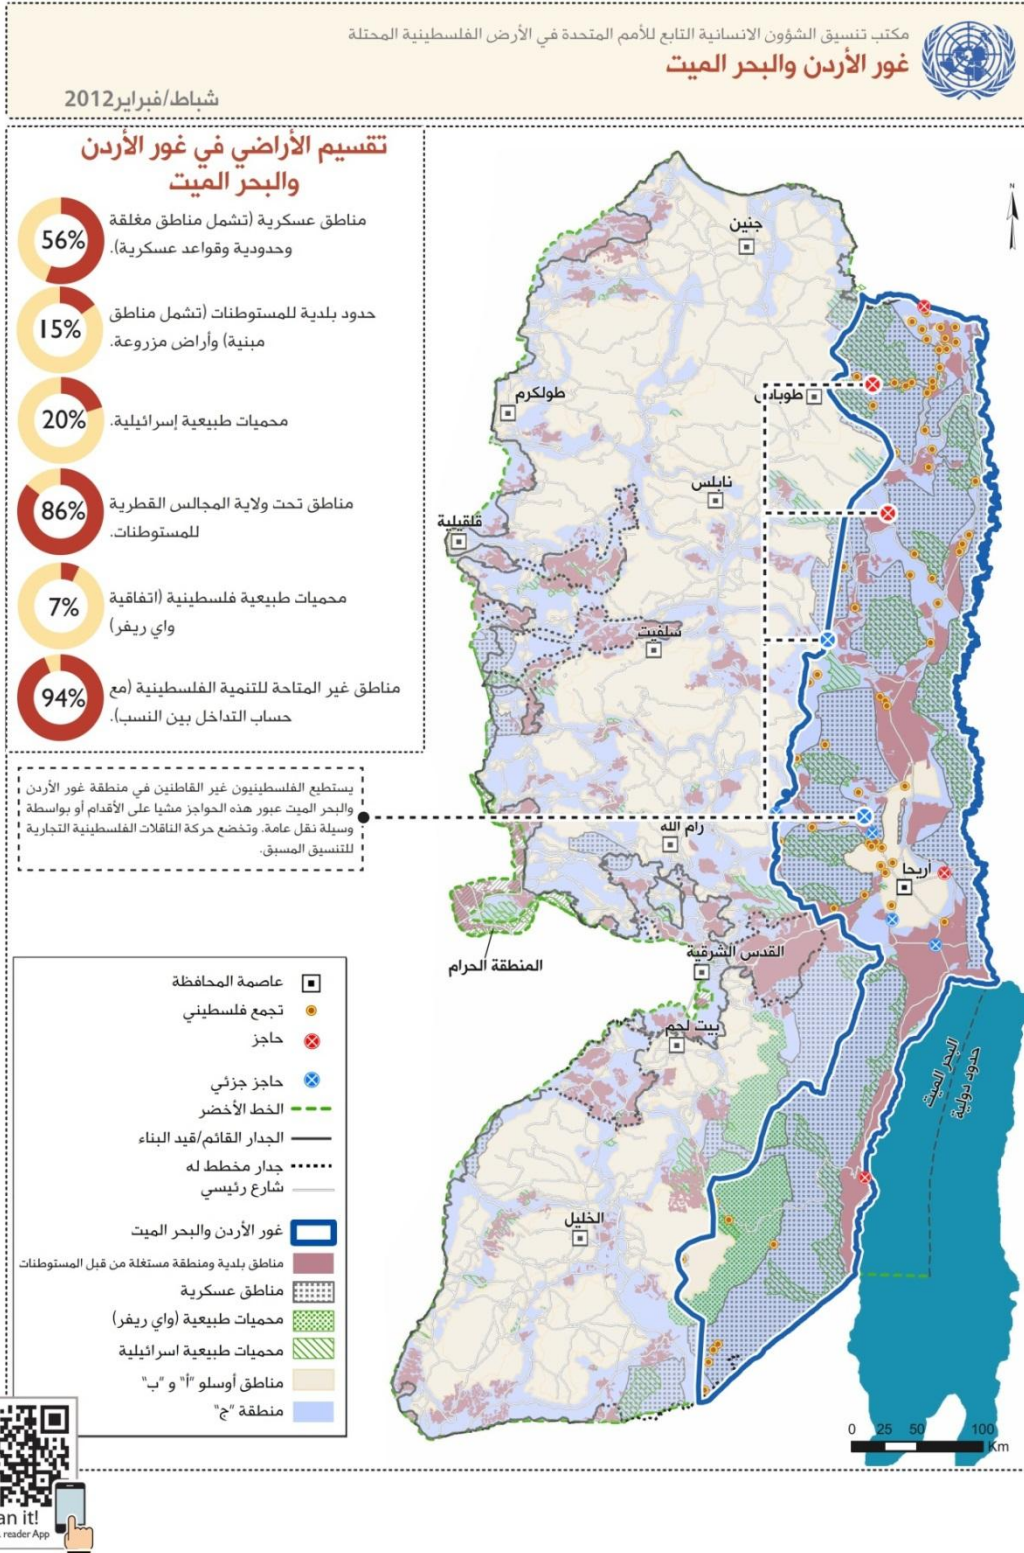 مكتب تنسيق الشؤون الانسانية التابع للأمم المتحدة في الأرض الفلسطينية المحتلة
غور الأردن والبحر الميت
شباط/فبراير2012
تقسيم الأراضي في غور الأردن
والبحر الميت
56%
مناطق عسكرية (تشمل مناطق مغلقة
وحدودية وقواعد عسكرية).
15%
حدود بلدية للمستوطنات (تشمل مناطق
مبنية) وأراض مزروعة.
20%
محميات طبيعية إسرائيلية.
86%
مناطق تحت ولاية المجالس القطرية
للمستوطنات.
7%
محميات طبيعية فلسطينية (اتفاقية
واي ريفر)
94%
مناطق غير المتاحة للتنمية الفلسطينية (مع
حساب التداخل بين النسب).
يستطيع الفلسطينيون غير القاطنين في منطقة غور الأردن
والبحر الميت عبور هذه الحواجز مشيا على الأقدام أو بواسطة
وسيلة نقل عامة. وتخضع حركة الناقلات الفلسطينية التجارية
للتنسيق المسبق.
N
جنين
طولكرم
طوباس
نابلس
قلقيلية
سلفيت
رام الله
أريحا
القدس الشرقية
المنطقة الحرام
بيت لحم
الخليل
البحر الميت
حدود دولية
عاصمة المحافظة
تجمع فلسطيني
حاجز
حاجز جزئي
الخط الأخضر
الجدار القائم/قيد البناء
جدار مخطط له
شارع رئيسي
غور الأردن والبحر الميت
مناطق بلدية ومنطقة مستغلة من قبل المستوطنات
مناطق عسكرية
محميات طبيعية (واي ريفر)
محميات طبيعية اسرائيلية
مناطق أوسلو "أ" و "ب"
منطقة "ج"
0 25 50 100
Km
an it!
reader App